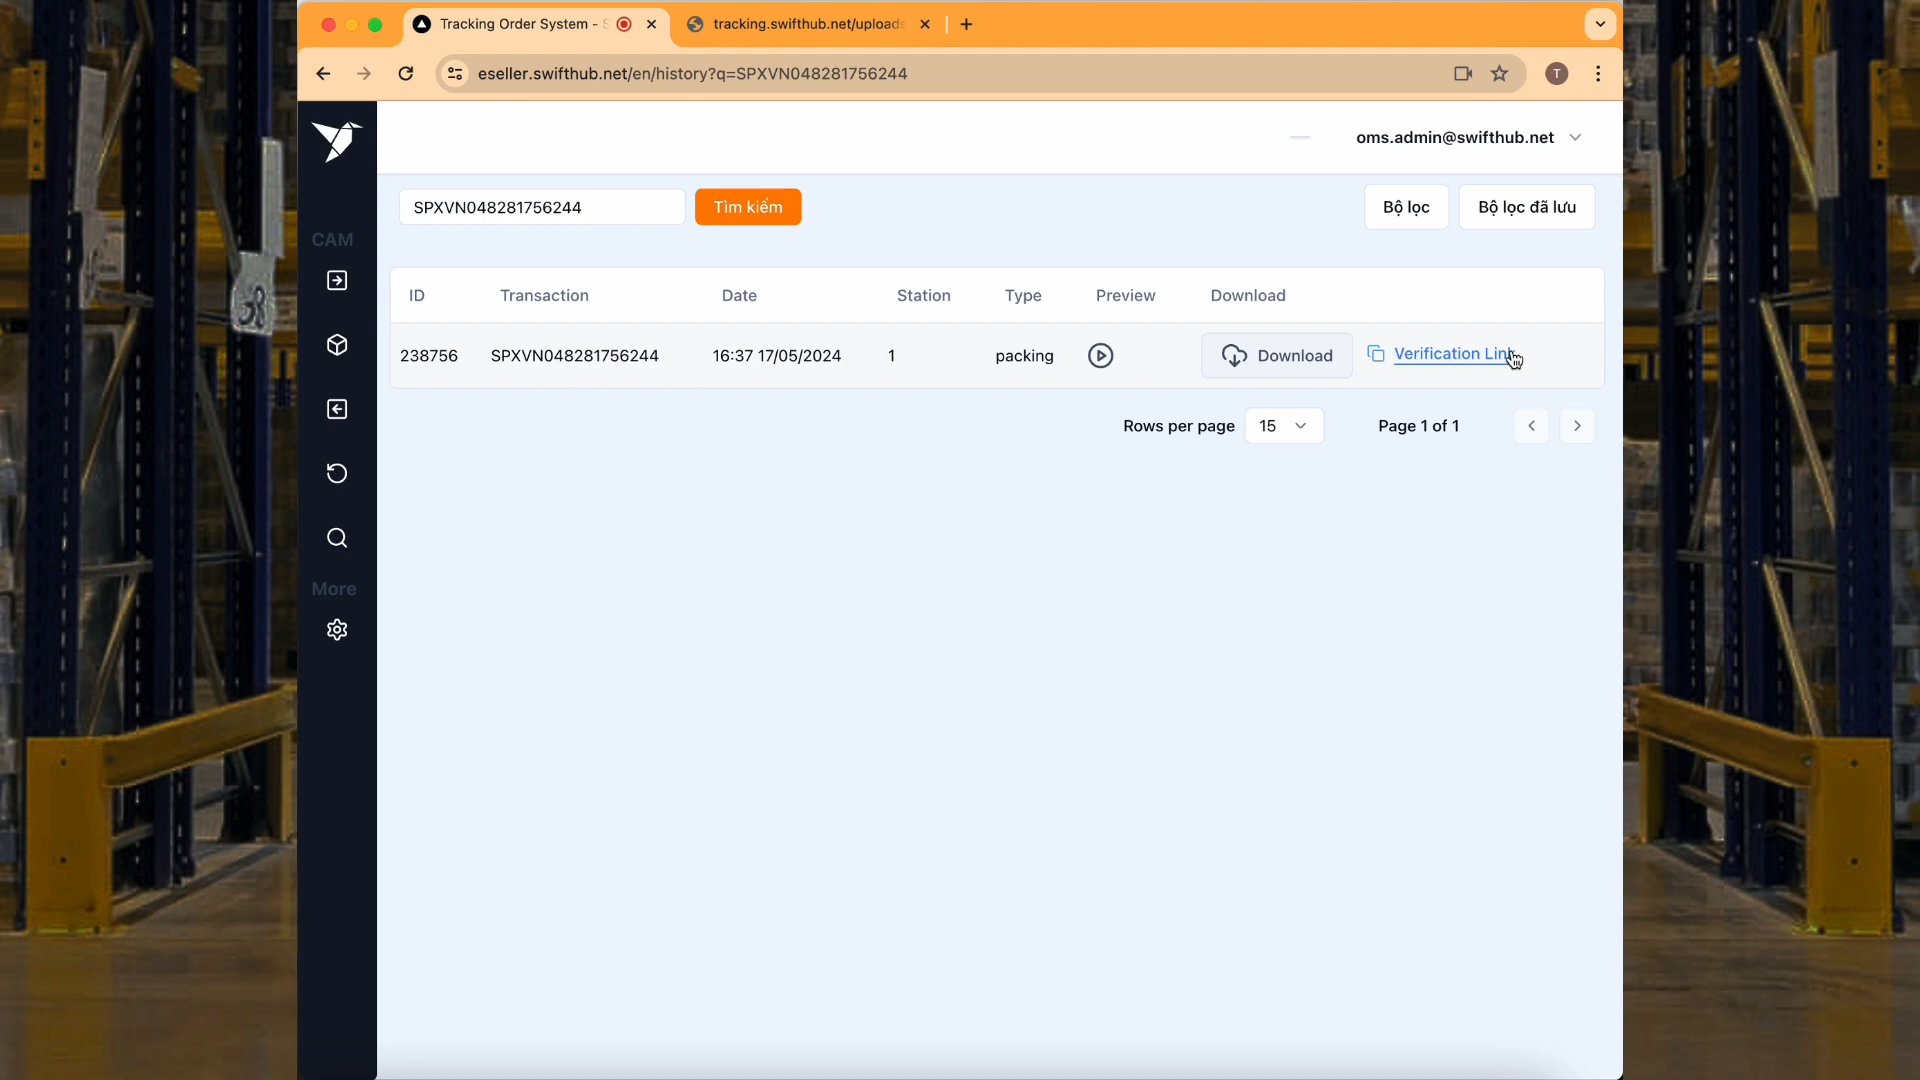 Tracking Order System - S
tracking.swifthub.net/uploads
eseller.swifthub.net/en/history?q=SPXVN048281756244
T
oms.admin@swifthub.net
SPXVN048281756244
Tìm kiếm
Bộ lọc
Bộ lọc đã lưu
CAM
ID Transaction Date Station Type Preview Download
238756 SPXVN048281756244 16:37 17/05/2024 1 packing Download Verification Link
Rows per page 15 Page 1 of 1
More